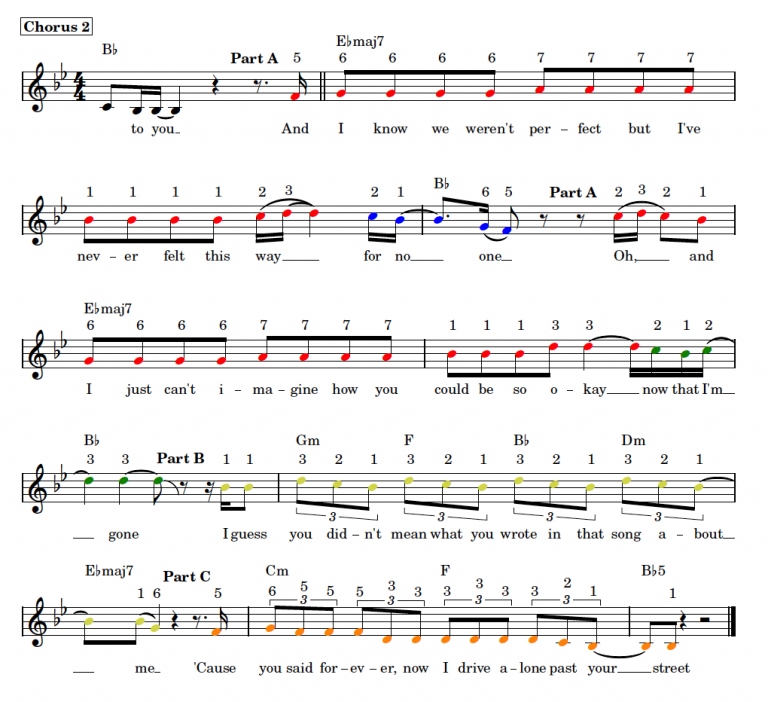 Chorus 2
B♭ E♭maj7
Part A 5 6 6 6 6 7 7 7 7
to you_ And I know we weren't per – fect but I've
B♭
1 1 1 1 2 3 2 1 6 5 Part A 2 3 2 1
nev – er felt this way___ for no___ one___ Oh,___ and
E♭maj7
6 6 6 6 7 7 7 7 1 1 1 3 3 2 1 2
I just can't i – ma – gine how you could be so o – kay___ now that I'm_
B♭ Gm F B♭ Dm
3 3 3 Part B 1 1 3 2 1 3 2 1 3 2 1 3 2 1
3 3 3 3
___ gone I guess you did – n't mean what you wrote in that song a – bout__
E♭maj7 Cm F B♭5
1 6 Part C 5 6 5 5 5 3 3 3 3 3 3 2 1 1
3 3 3 3
___ me_ 'Cause you said for – ev – er, now I drive a – lone past your___ street